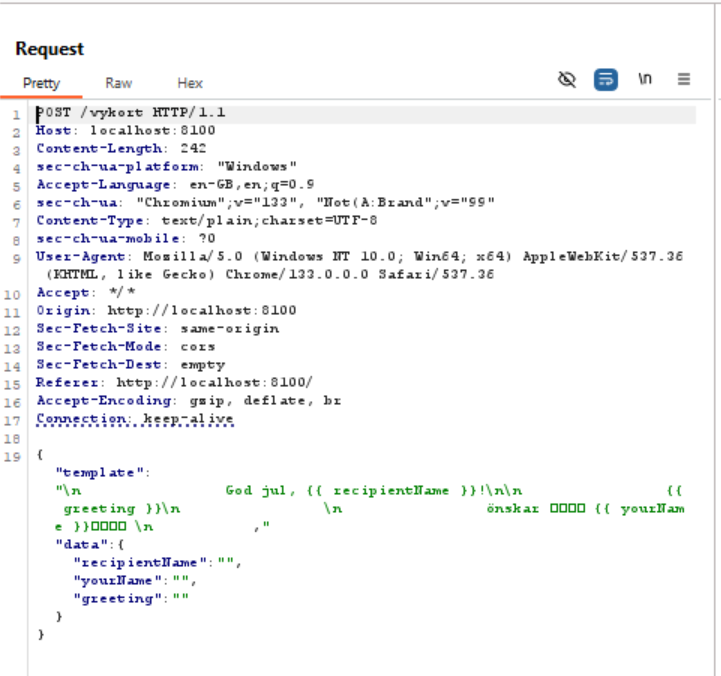 Request
Pretty Raw Hex
\n
1 POST /vykort HTTP/1.1
2 Host: localhost:8100
3 Content-Length: 242
4 sec-ch-ua-platform: "Windows"
5 Accept-Language: en-GB,en;q=0.9
6 sec-ch-ua: "Chromium";v="133", "Not(A:Brand";v="99"
7 Content-Type: text/plain;charset=UTF-8
8 sec-ch-ua-mobile: ?0
9 User-Agent: Mozilla/5.0 (Windows NT 10.0; Win64; x64) AppleWebKit/537.36
(KHTML, like Gecko) Chrome/133.0.0.0 Safari/537.36
10 Accept: */*
11 Origin: http://localhost:8100
12 Sec-Fetch-Site: same-origin
13 Sec-Fetch-Mode: cors
14 Sec-Fetch-Dest: empty
15 Referer: http://localhost:8100/
16 Accept-Encoding: gzip, deflate, br
17 Connection: keep-alive
18
19 {
"template":
"\n God jul, {{ recipientName }}!\n\n {{
greeting }}\n \n önskar □□□□ {{ yourNam
e }}□□□□ \n ,"
"data":{
"recipientName":"",
"yourName":"",
"greeting":""
}
}